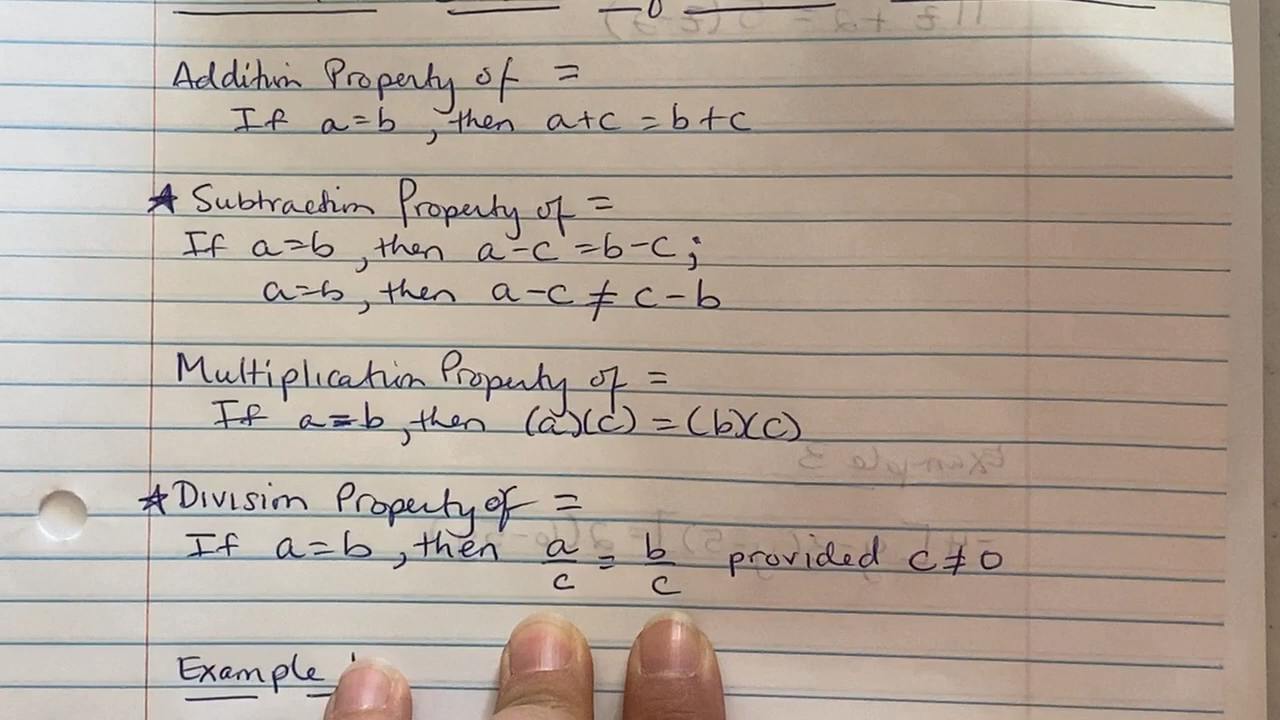 Addition Property of =
If a=b, then a+c = b+c
★ Subtraction Property of =
If a=b, then a-c = b-c;
a=b, then a-c ≠ c-b
Multiplication Property of =
If a=b, then (a)(c) = (b)(c)
★ Division Property of =
If a=b, then a/c = b/c provided c≠0
Example